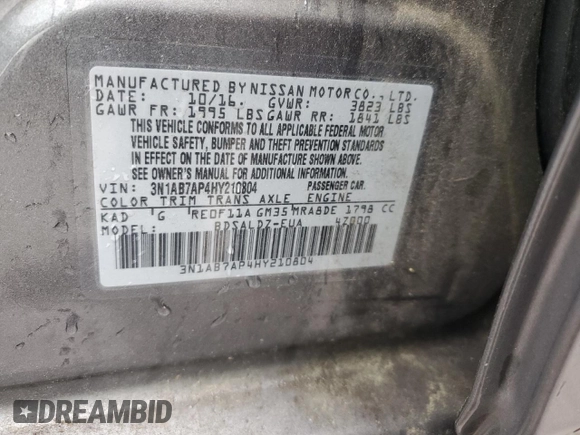 MANUFACTURED BY NISSAN MOTOR CO., LTD.
DATE: 10/16. GVWR: 3823 LBS
GAWR FR: 1995 LBS GAWR RR: 1841 LBS
THIS VEHICLE CONFORMS TO ALL APPLICABLE FEDERAL MOTOR
VEHICLE SAFETY, BUMPER AND THEFT PREVENTION STANDARDS
IN EFFECT ON THE DATE OF MANUFACTURE SHOWN ABOVE.
SEE OWNER'S MANUAL FOR ADDITIONAL INFORMATION.
VIN: 3N1AB7AP4HY210804 PASSENGER CAR.
COLOR TRIM TRANS AXLE ENGINE
KAD G RE0F11A GM35 MRA8DE 1798 CC
MODEL: BDSALDZ-EUA 4Z000
3N1AB7AP4HY210804
DREAMBID